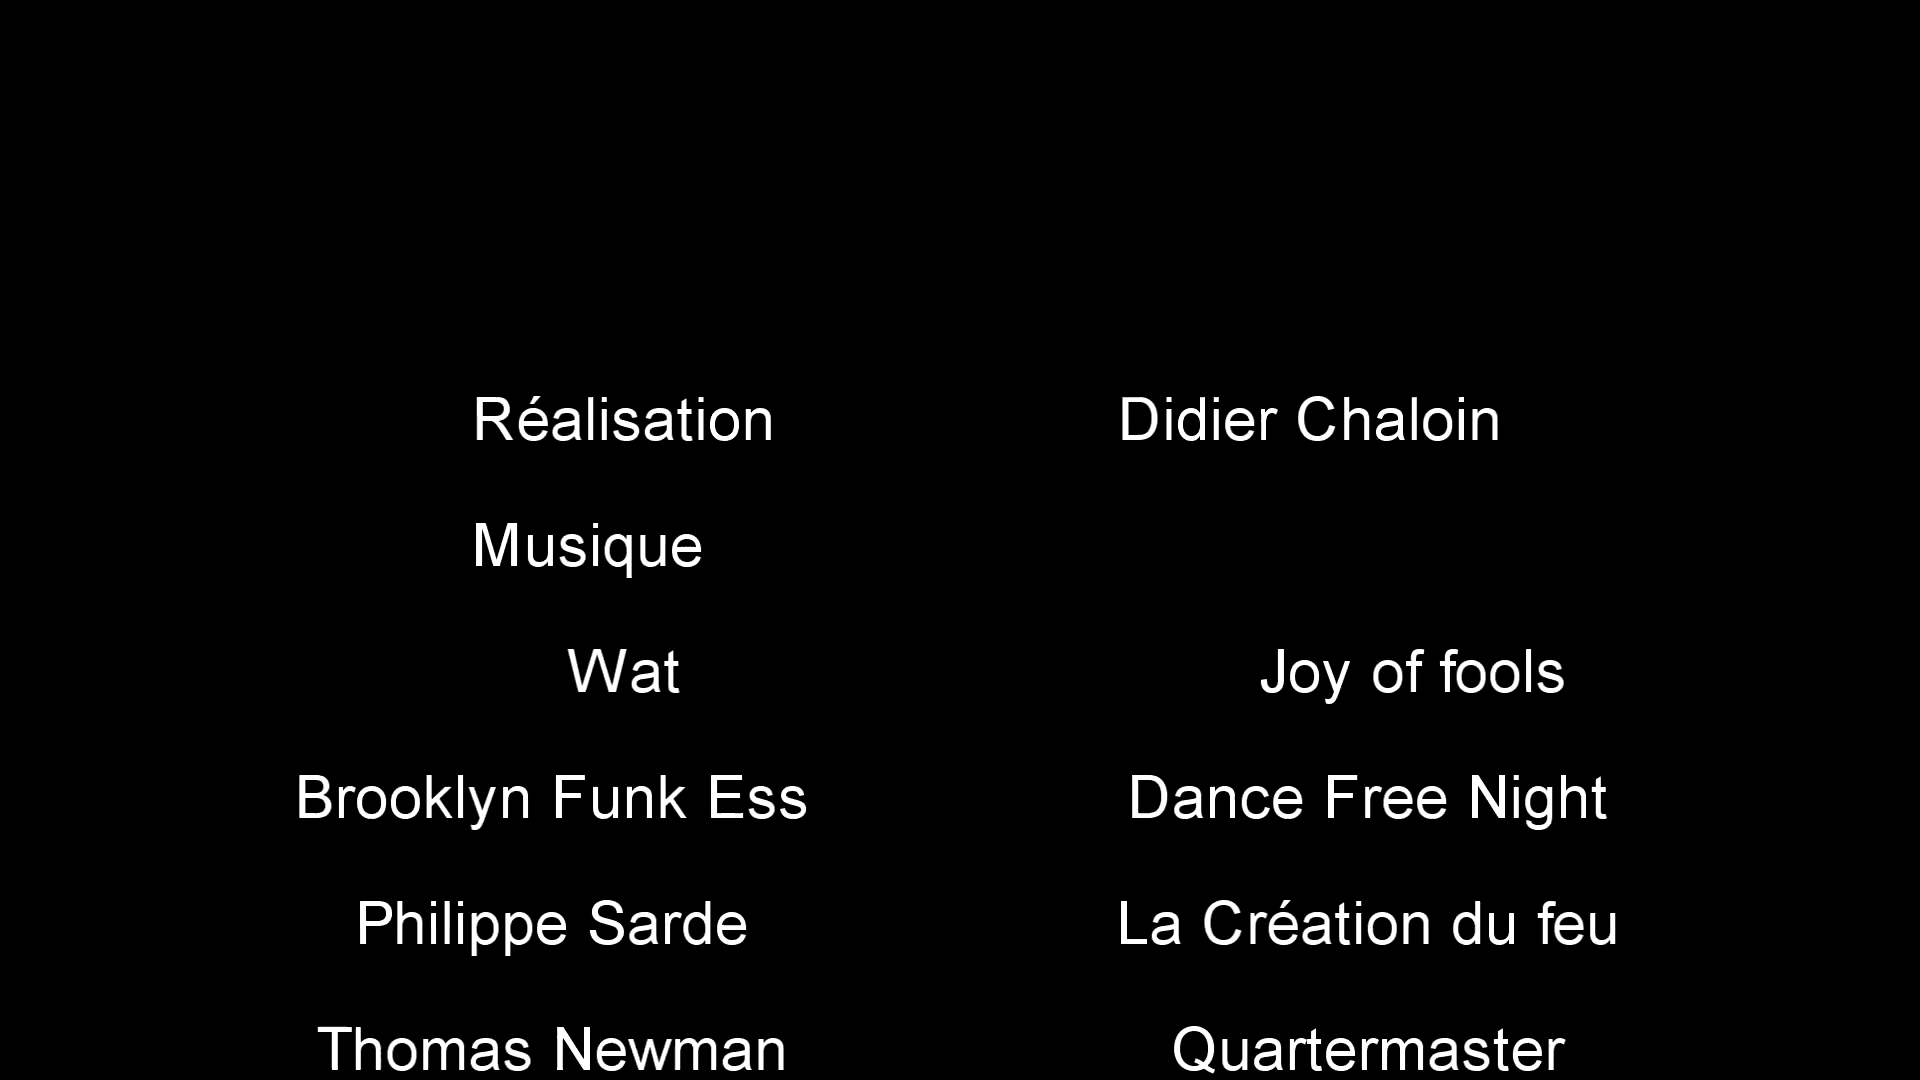 Réalisation Didier Chaloin
Musique
Wat Joy of fools
Brooklyn Funk Ess Dance Free Night
Philippe Sarde La Création du feu
Thomas Newman Quartermaster